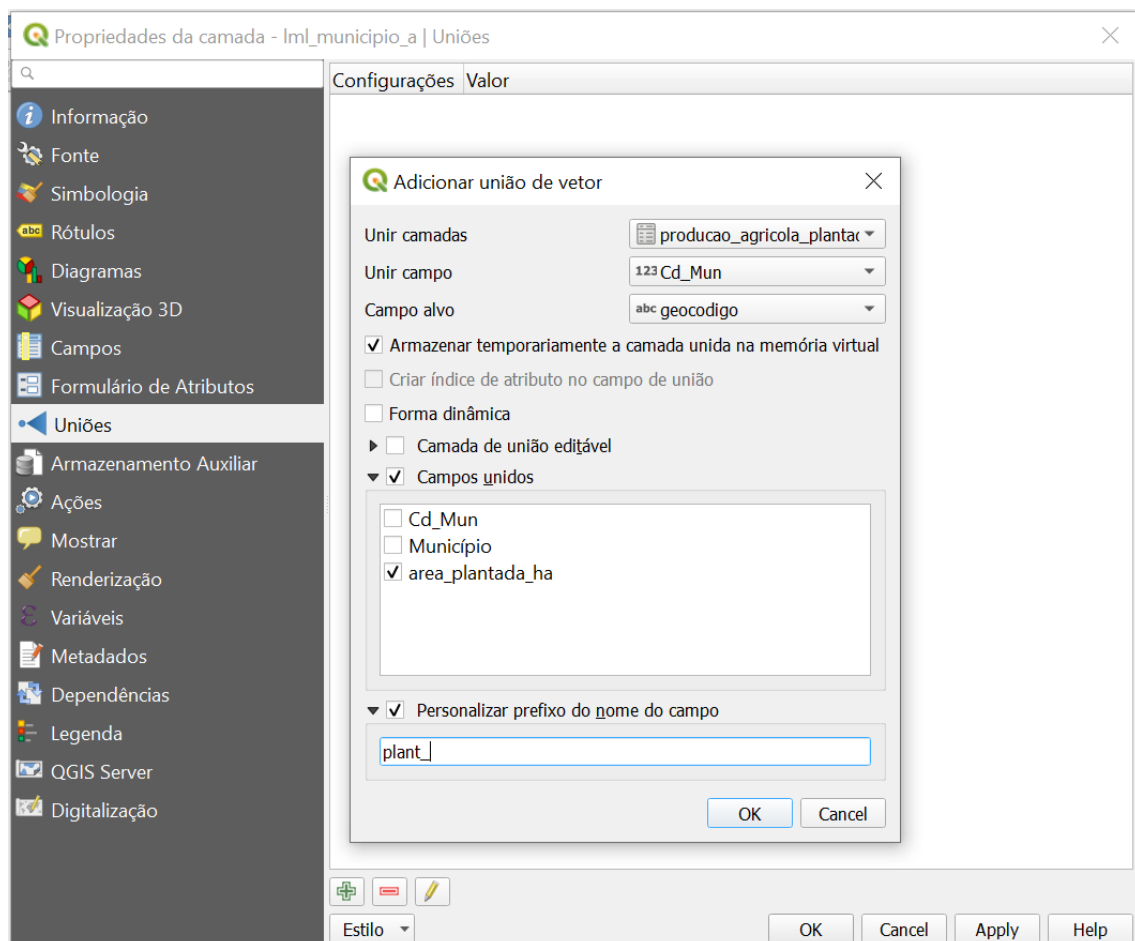 Propriedades da camada - lml_municipio_a | Uniões
Informação
Fonte
Simbologia
abc Rótulos
Diagramas
Visualização 3D
Campos
Formulário de Atributos
Uniões
Armazenamento Auxiliar
Ações
Mostrar
Renderização
Variáveis
Metadados
Dependências
Legenda
QGIS Server
Digitalização
Configurações Valor
Adicionar união de vetor
Unir camadas producao_agricola_plantac
Unir campo 123 Cd_Mun
Campo alvo abc geocodigo
Armazenar temporariamente a camada unida na memória virtual
Criar índice de atributo no campo de união
Forma dinâmica
Camada de união editável
Campos unidos
Cd_Mun
Município
area_plantada_ha
Personalizar prefixo do nome do campo
plant_
OK Cancel
Estilo OK Cancel Apply Help